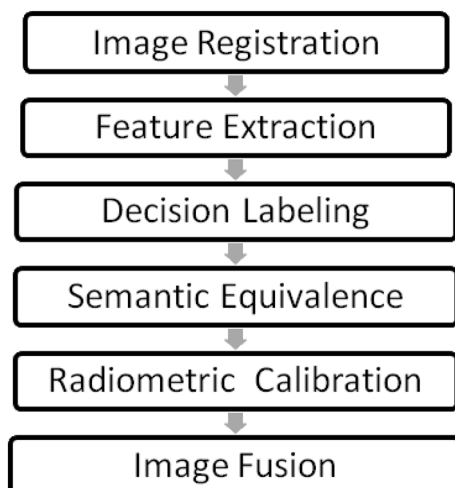 Image Registration
Feature Extraction
Decision Labeling
Semantic Equivalence
Radiometric Calibration
Image Fusion